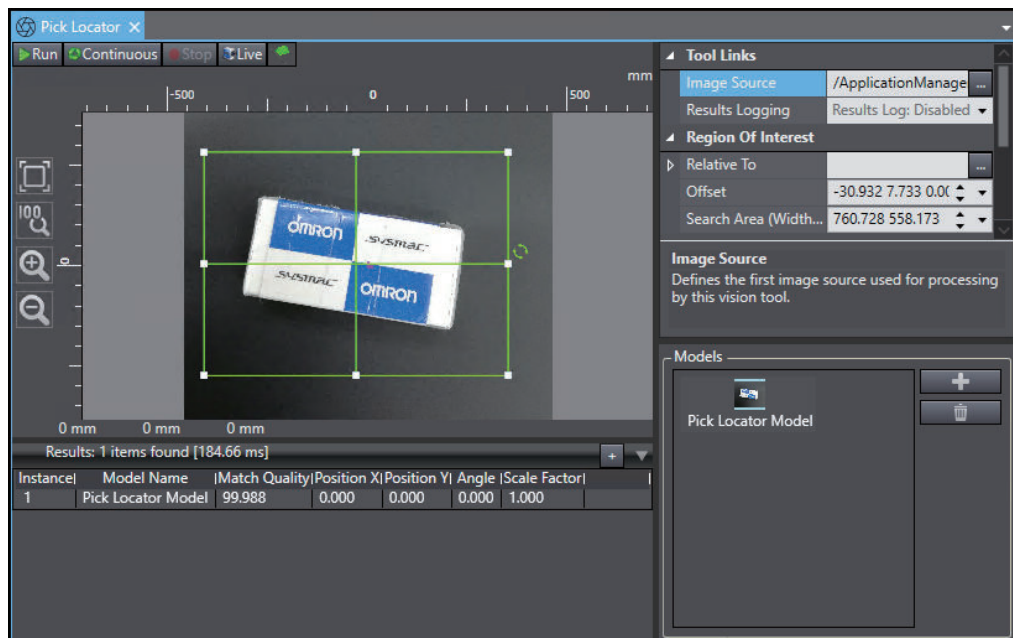 Pick Locator
Run Continuous Stop Live
mm
-500 0 500
100
0
0 mm 0 mm 0 mm
omron sysmac
sysmac omron
Results: 1 items found [184.66 ms]
Instance Model Name Match Quality Position X Position Y Angle Scale Factor
1 Pick Locator Model 99.988 0.000 0.000 0.000 1.000
Tool Links
Image Source /ApplicationManage ...
Results Logging Results Log: Disabled
Region Of Interest
Relative To ...
Offset -30.932 7.733 0.0(
Search Area (Width... 760.728 558.173
Image Source
Defines the first image source used for processing
by this vision tool.
Models
Pick Locator Model